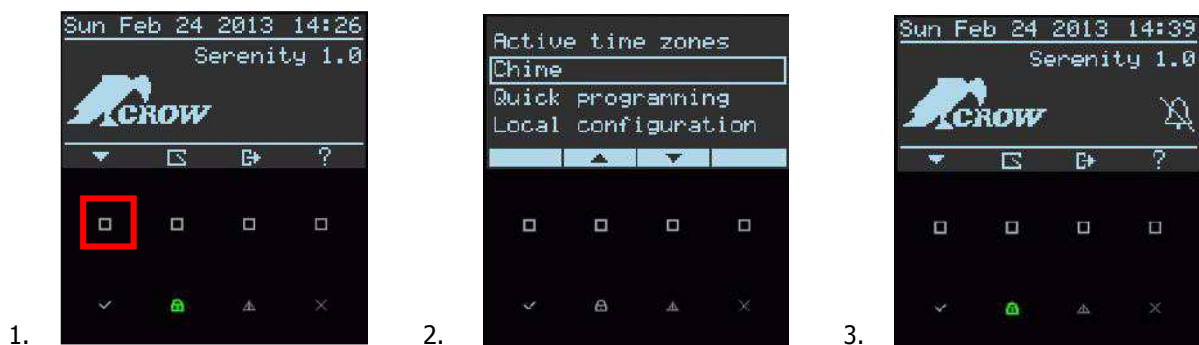 Sun Feb 24 2013 14:26
Serenity 1.0
CROW
?
1.
Active time zones
Chime
Quick programming
Local configuration
2.
Sun Feb 24 2013 14:39
Serenity 1.0
CROW
?
3.